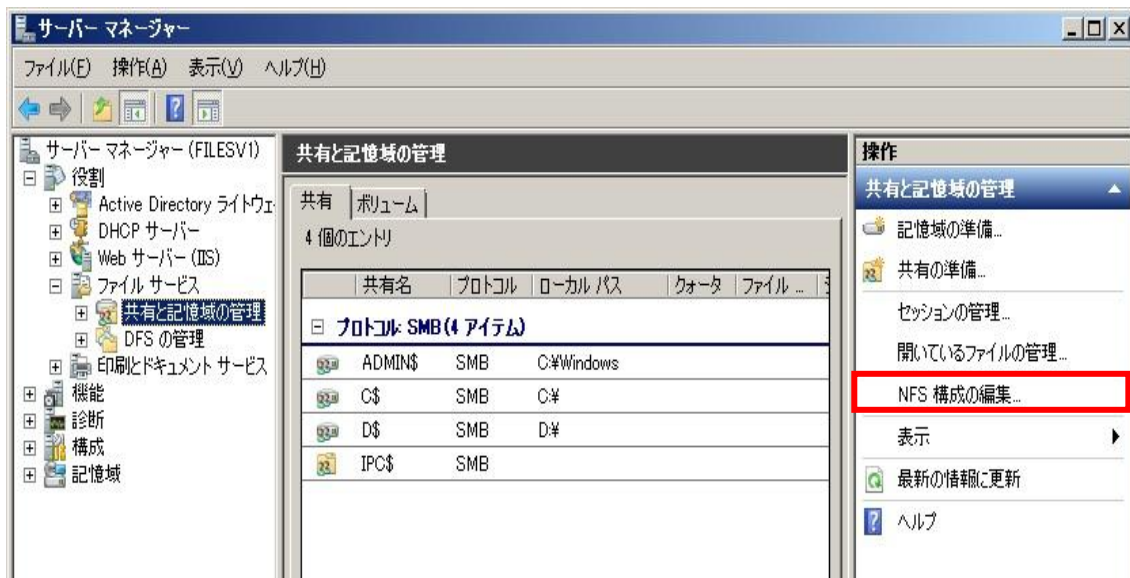 サーバー マネージャー
ファイル(F) 操作(A) 表示(V) ヘルプ(H)
サーバー マネージャー (FILESV1)
役割
Active Directory ライトウェ
DHCP サーバー
Web サーバー (IIS)
ファイル サービス
共有と記憶域の管理
DFS の管理
印刷とドキュメント サービス
機能
診断
構成
記憶域
共有と記憶域の管理
共有 ボリューム
4 個のエントリ
共有名 プロトコル ローカル パス クォータ ファイル ...
プロトコル: SMB (4 アイテム)
ADMIN$ SMB C:¥Windows
C$ SMB C:¥
D$ SMB D:¥
IPC$ SMB
操作
共有と記憶域の管理
記憶域の準備...
共有の準備...
セッションの管理...
開いているファイルの管理...
NFS 構成の編集...
表示
最新の情報に更新
ヘルプ